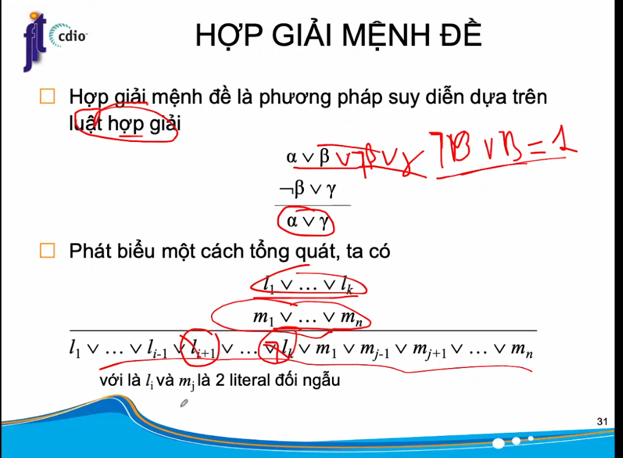 fit cdio
HỢP GIẢI MỆNH ĐỀ
Hợp giải mệnh đề là phương pháp suy diễn dựa trên
luật hợp giải
α ∨ β ∨ ¬β ∨ γ ¬B ∨ B = 1
¬β ∨ γ
α ∨ γ
Phát biểu một cách tổng quát, ta có
l₁ ∨ … ∨ lₖ
m₁ ∨ … ∨ mₙ
l₁ ∨ … ∨ lᵢ₋₁ ∨ lᵢ₊₁ ∨ … ∨ lₖ ∨ m₁ ∨ mⱼ₋₁ ∨ mⱼ₊₁ ∨ … ∨ mₙ
với là lᵢ và mⱼ là 2 literal đối ngẫu
31